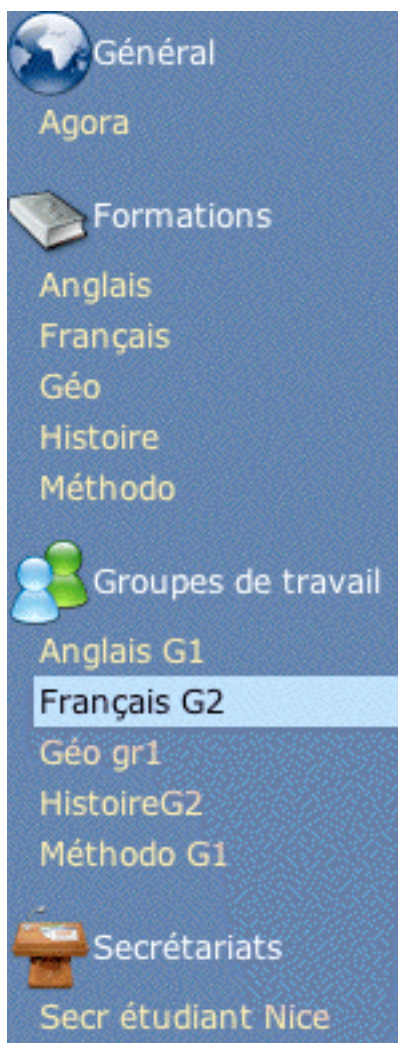 Général
Agora
Formations
Anglais
Français
Géo
Histoire
Méthodo
Groupes de travail
Anglais G1
Français G2
Géo gr1
HistoireG2
Méthodo G1
Secrétariats
Secr étudiant Nice